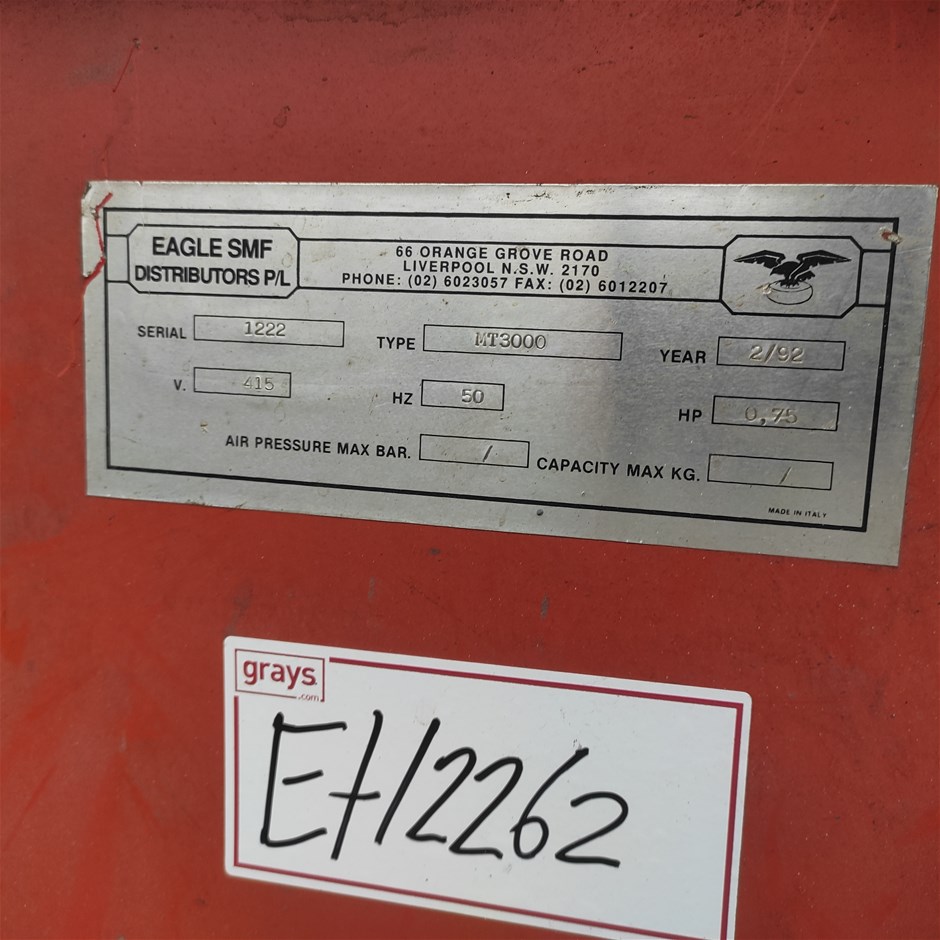 EAGLE SMF
DISTRIBUTORS P/L
66 ORANGE GROVE ROAD
LIVERPOOL N.S.W. 2170
PHONE: (02) 6023057 FAX: (02) 6012207
SERIAL 1222
TYPE MT3000
YEAR 2/92
V. 415
HZ 50
HP 0,75
AIR PRESSURE MAX BAR. /
CAPACITY MAX KG. /
MADE IN ITALY
grays
.com
EH12262